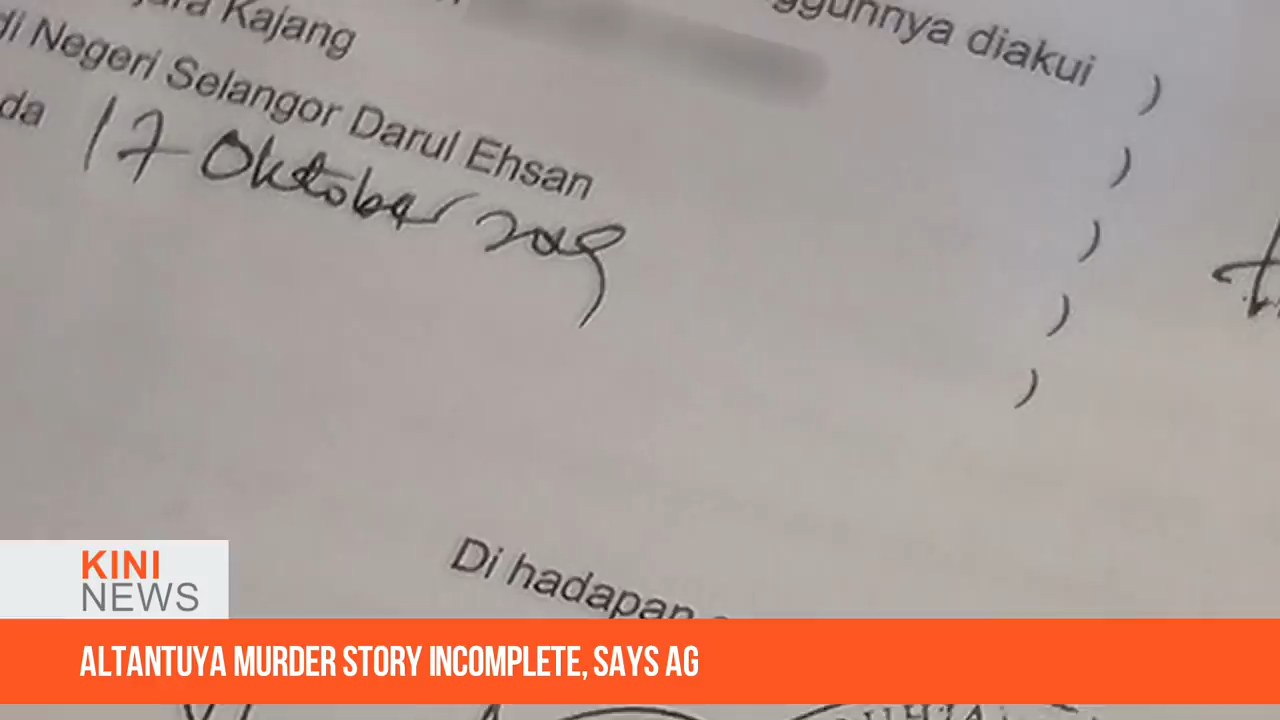 Kajang
gguhnya diakui )
di Negeri Selangor Darul Ehsan )
da 17 Oktober 2019 )
)
)
Di hadapan
KINI
NEWS
ALTANTUYA MURDER STORY INCOMPLETE, SAYS AG